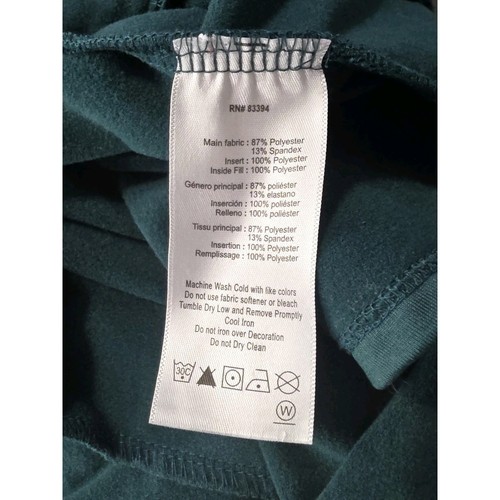 RN# 83394
Main fabric : 87% Polyester
13% Spandex
Insert : 100% Polyester
Inside Fill : 100% Polyester
Género principal : 87% poliéster
13% elastano
Inserción : 100% poliéster
Relleno : 100% poliéster
Tissu principal : 87% Polyester
13% Spandex
Insertion : 100% Polyester
Remplissage : 100% Polyester
Machine Wash Cold with like colors
Do not use fabric softener or bleach
Tumble Dry Low and Remove Promptly
Cool Iron
Do not iron over Decoration
Do not Dry Clean
30C
W